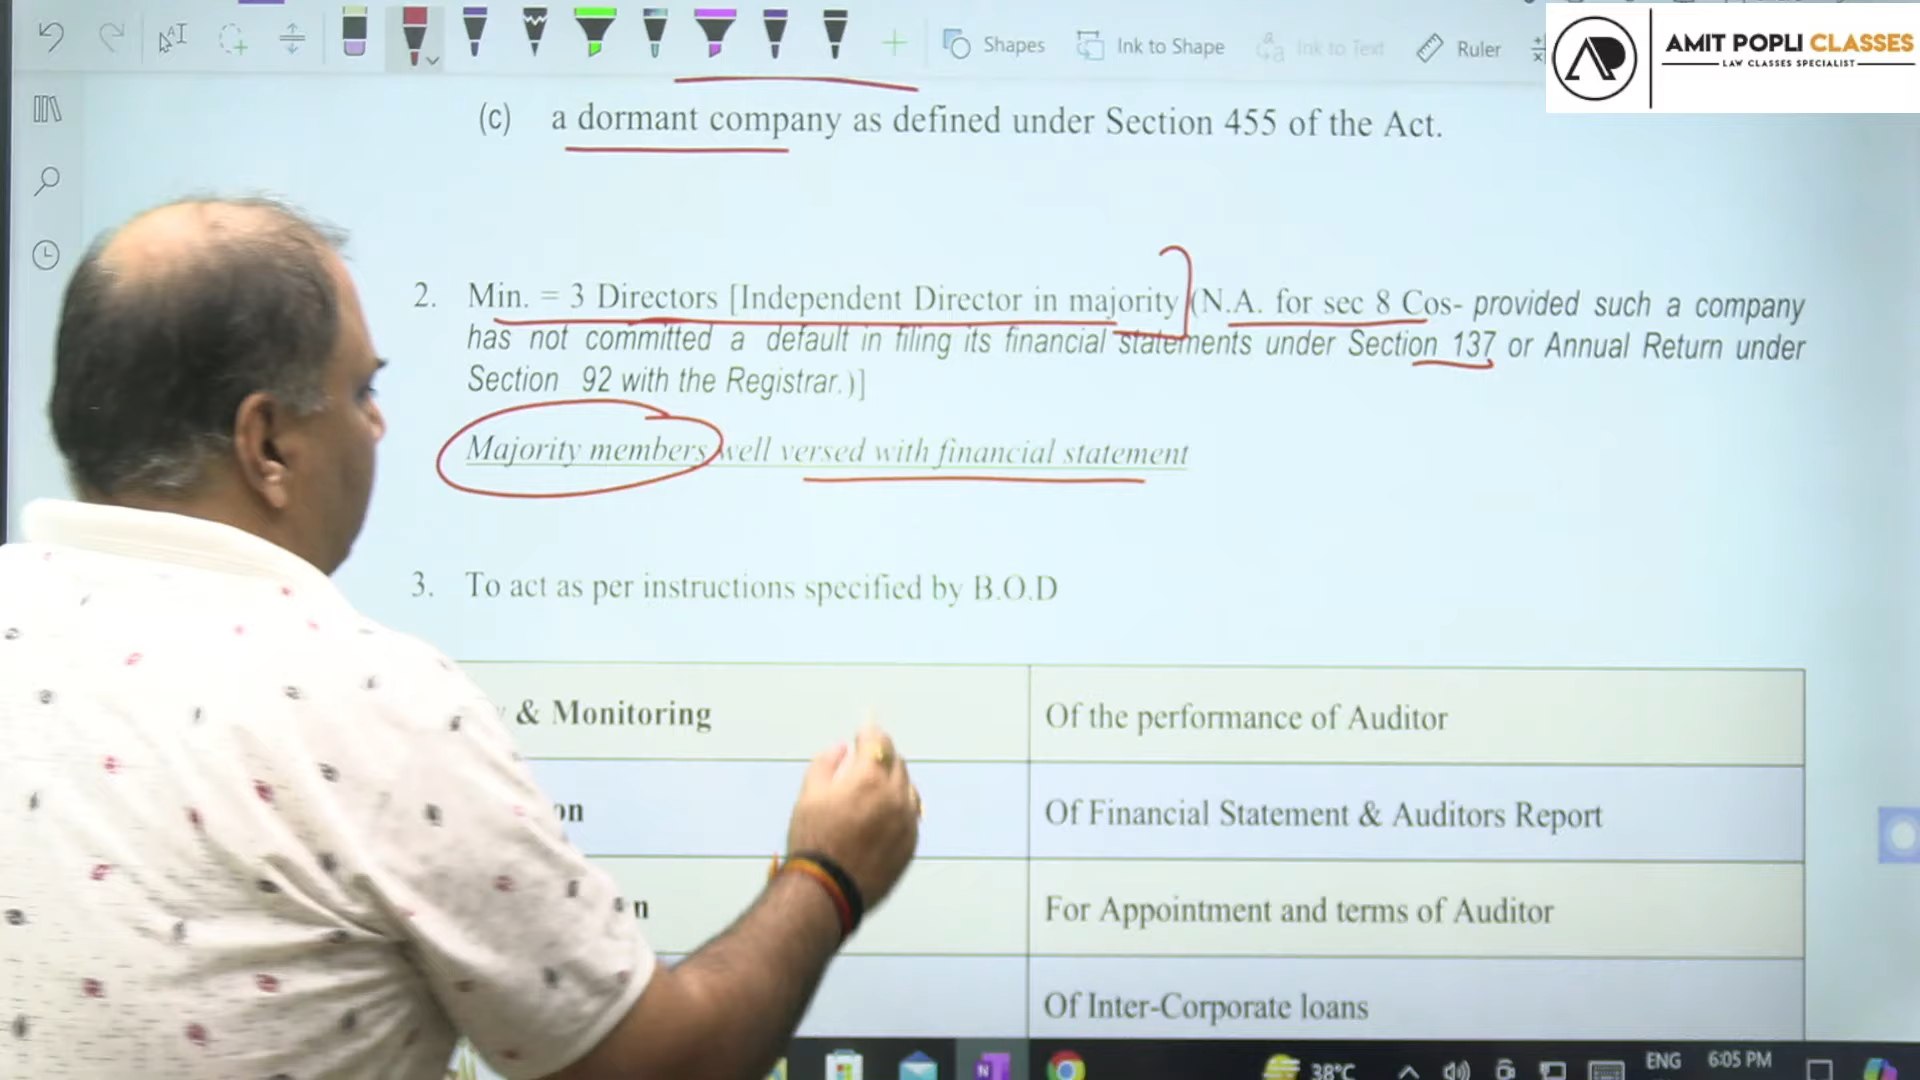 Shapes
Ink to Shape
Ink to Text
Ruler
AMIT POPLI CLASSES
LAW CLASSES SPECIALIST
(c) a dormant company as defined under Section 455 of the Act.
2. Min. = 3 Directors [Independent Director in majority (N.A. for sec 8 Cos- provided such a company
has not committed a default in filing its financial statements under Section 137 or Annual Return under
Section 92 with the Registrar.)]
Majority members well versed with financial statement
3. To act as per instructions specified by B.O.D
& Monitoring
Of the performance of Auditor
on
Of Financial Statement & Auditors Report
n
For Appointment and terms of Auditor
Of Inter-Corporate loans
38°C
ENG
6:05 PM